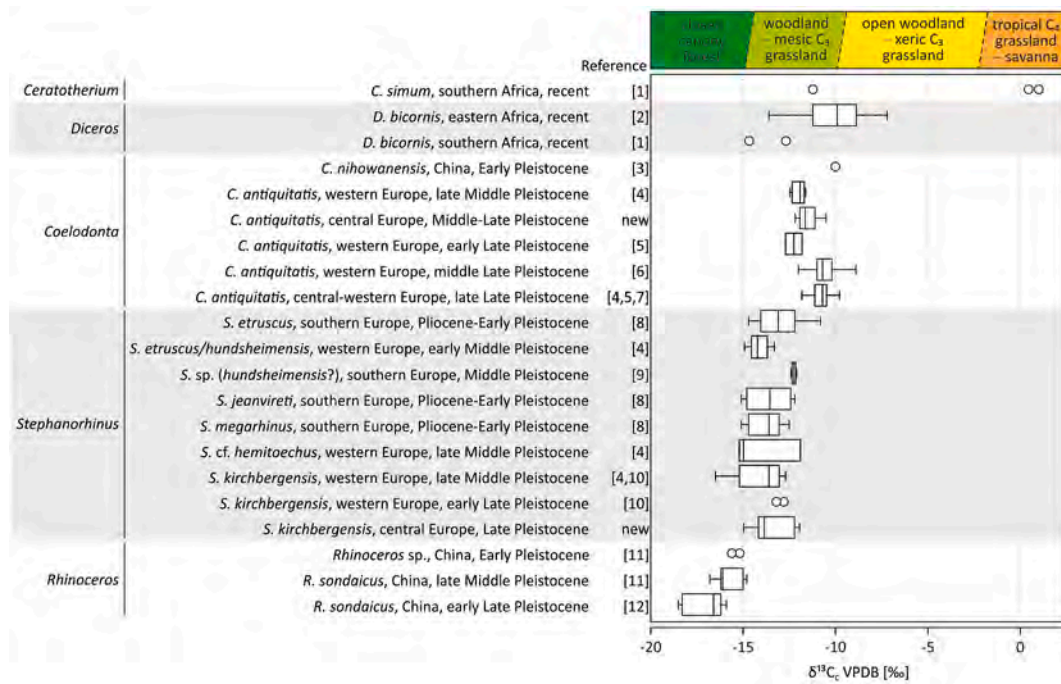 woodland open woodland tropical C₄
– mesic C₃ – xeric C₃ grassland
Reference grassland grassland – savanna
Ceratotherium C. simum, southern Africa, recent [1]
Diceros
D. bicornis, eastern Africa, recent [2]
D. bicornis, southern Africa, recent [1]
Coelodonta
C. nihowanensis, China, Early Pleistocene [3]
C. antiquitatis, western Europe, late Middle Pleistocene [4]
C. antiquitatis, central Europe, Middle-Late Pleistocene new
C. antiquitatis, western Europe, early Late Pleistocene [5]
C. antiquitatis, western Europe, middle Late Pleistocene [6]
C. antiquitatis, central-western Europe, late Late Pleistocene [4,5,7]
Stephanorhinus
S. etruscus, southern Europe, Pliocene-Early Pleistocene [8]
S. etruscus/hundsheimensis, western Europe, early Middle Pleistocene [4]
S. sp. (hundsheimensis?), southern Europe, Middle Pleistocene [9]
S. jeanvireti, southern Europe, Pliocene-Early Pleistocene [8]
S. megarhinus, southern Europe, Pliocene-Early Pleistocene [8]
S. cf. hemitoechus, western Europe, late Middle Pleistocene [4]
S. kirchbergensis, western Europe, late Middle Pleistocene [4,10]
S. kirchbergensis, western Europe, early Late Pleistocene [10]
S. kirchbergensis, central Europe, Late Pleistocene new
Rhinoceros
Rhinoceros sp., China, Early Pleistocene [11]
R. sondaicus, China, late Middle Pleistocene [11]
R. sondaicus, China, early Late Pleistocene [12]
-20 -15 -10 -5 0
δ¹³C꜀ VPDB [‰]